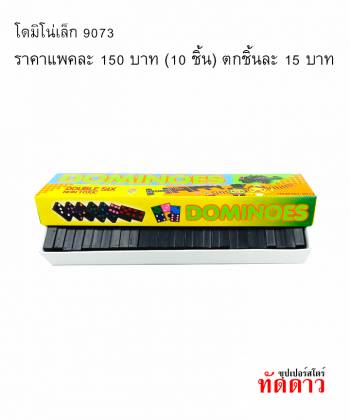 โดมิโน่เล็ก 9073
ราคาแพคละ 150 บาท (10 ชิ้น) ตกชิ้นละ 15 บาท
DOMINOES
DOUBLE SIX
NON TOXIC
DOMINOES
ซุปเปอร์สโตร์
ทัดดาว